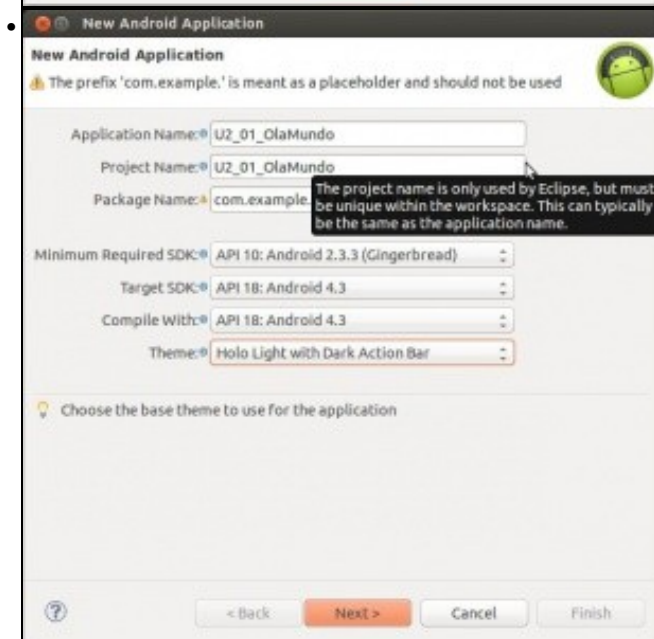 New Android Application
New Android Application
The prefix 'com.example.' is meant as a placeholder and should not be used
Application Name: U2_01_OlaMundo
Project Name: U2_01_OlaMundo
Package Name: com.example.
The project name is only used by Eclipse, but must
be unique within the workspace. This can typically
be the same as the application name.
Minimum Required SDK: API 10: Android 2.3.3 (Gingerbread)
Target SDK: API 18: Android 4.3
Compile With: API 18: Android 4.3
Theme: Holo Light with Dark Action Bar
Choose the base theme to use for the application
? < Back Next > Cancel Finish